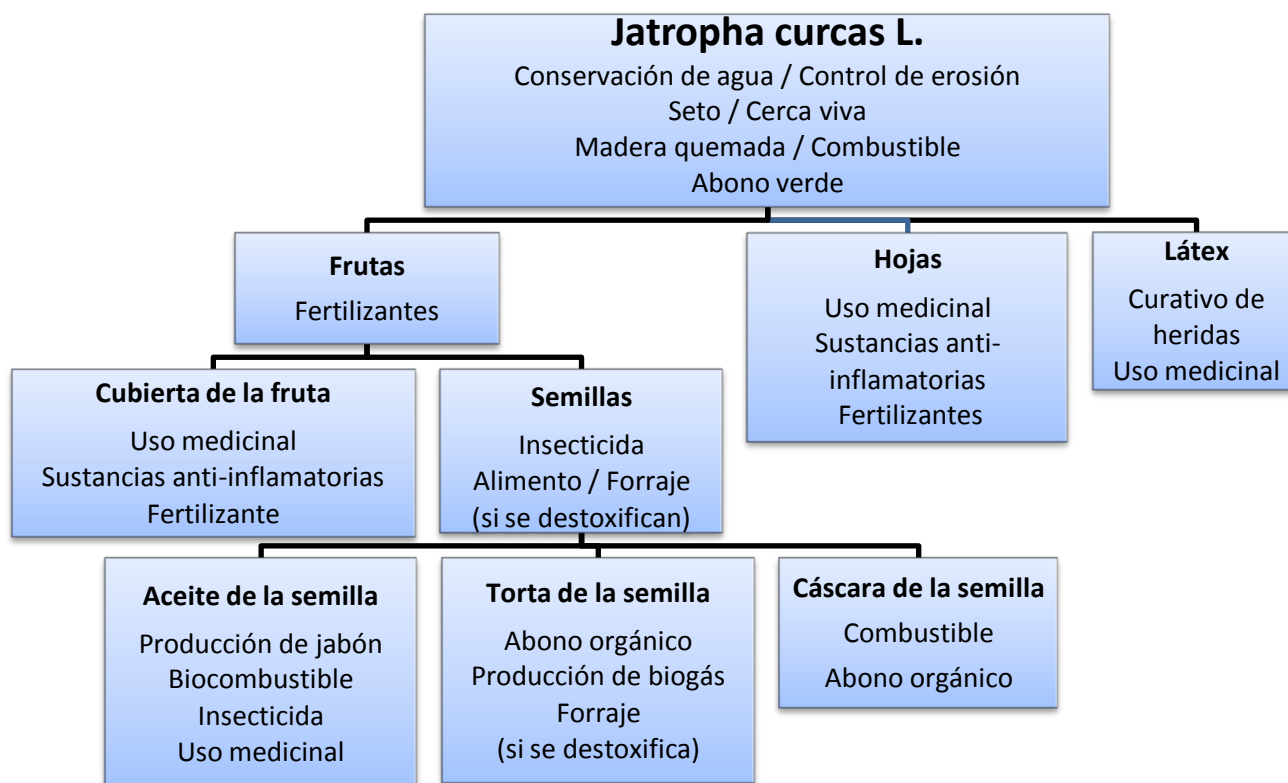 Jatropha curcas L.
Conservación de agua / Control de erosión
Seto / Cerca viva
Madera quemada / Combustible
Abono verde
Frutas
Fertilizantes
Hojas
Uso medicinal
Sustancias anti-
inflamatorias
Fertilizantes
Látex
Curativo de
heridas
Uso medicinal
Cubierta de la fruta
Uso medicinal
Sustancias anti-inflamatorias
Fertilizante
Semillas
Insecticida
Alimento / Forraje
(si se destoxifican)
Aceite de la semilla
Producción de jabón
Biocombustible
Insecticida
Uso medicinal
Torta de la semilla
Abono orgánico
Producción de biogás
Forraje
(si se destoxifica)
Cáscara de la semilla
Combustible
Abono orgánico